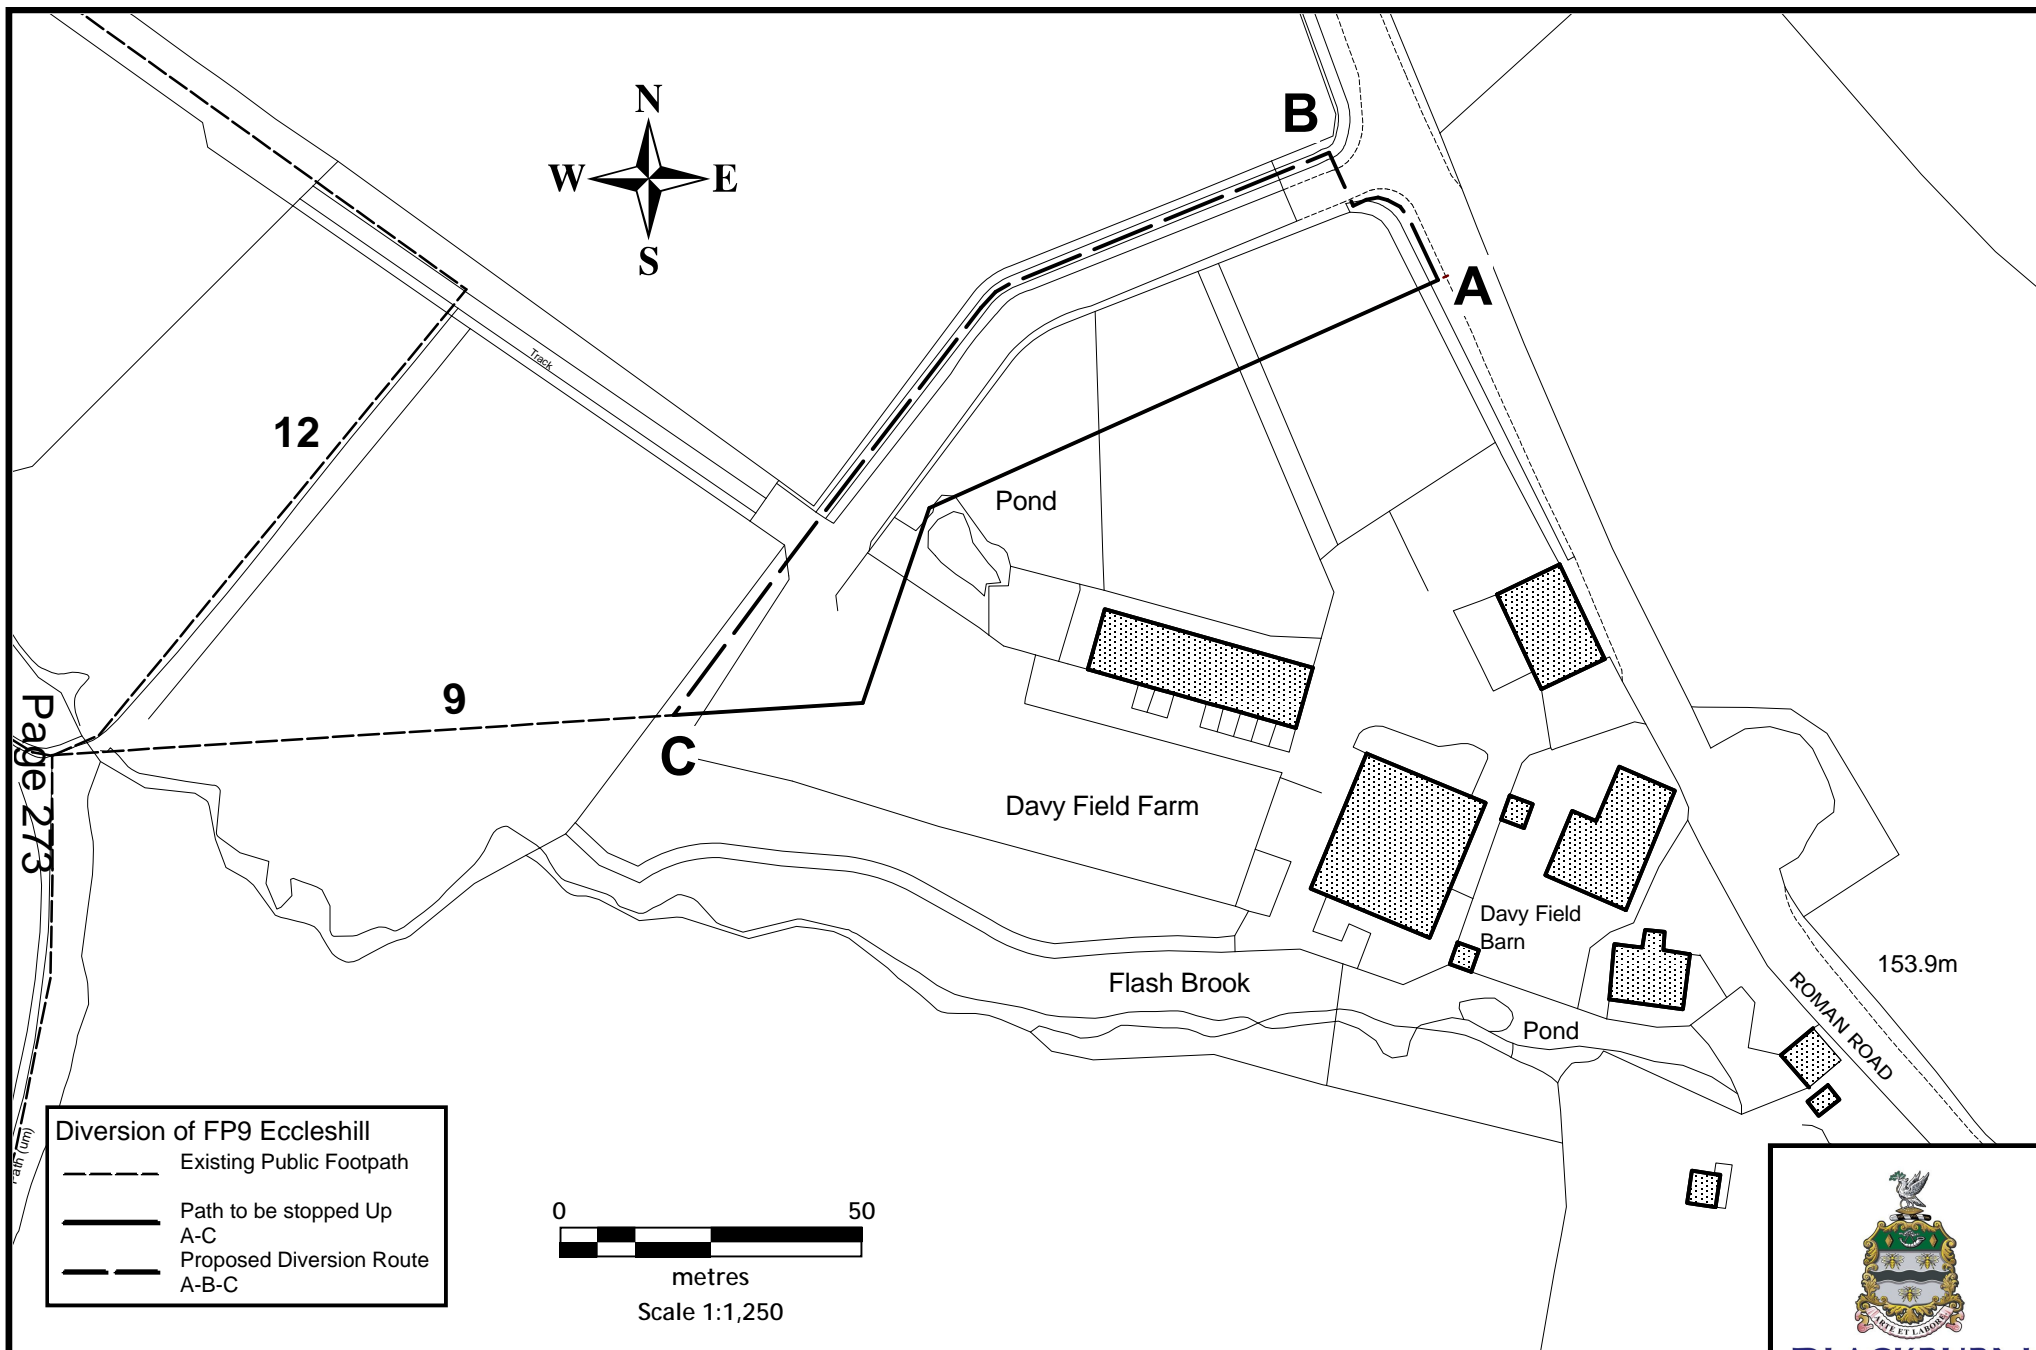 N
W E
S
B
A
Track
12
Pond
9
C
Page 273
Davy Field Farm
Davy Field
Barn
Flash Brook
Pond
153.9m
ROMAN ROAD
Path (um)
Diversion of FP9 Eccleshill
Existing Public Footpath
Path to be stopped Up
A-C
Proposed Diversion Route
A-B-C
0 50
metres
Scale 1:1,250
ARTE ET LABORE